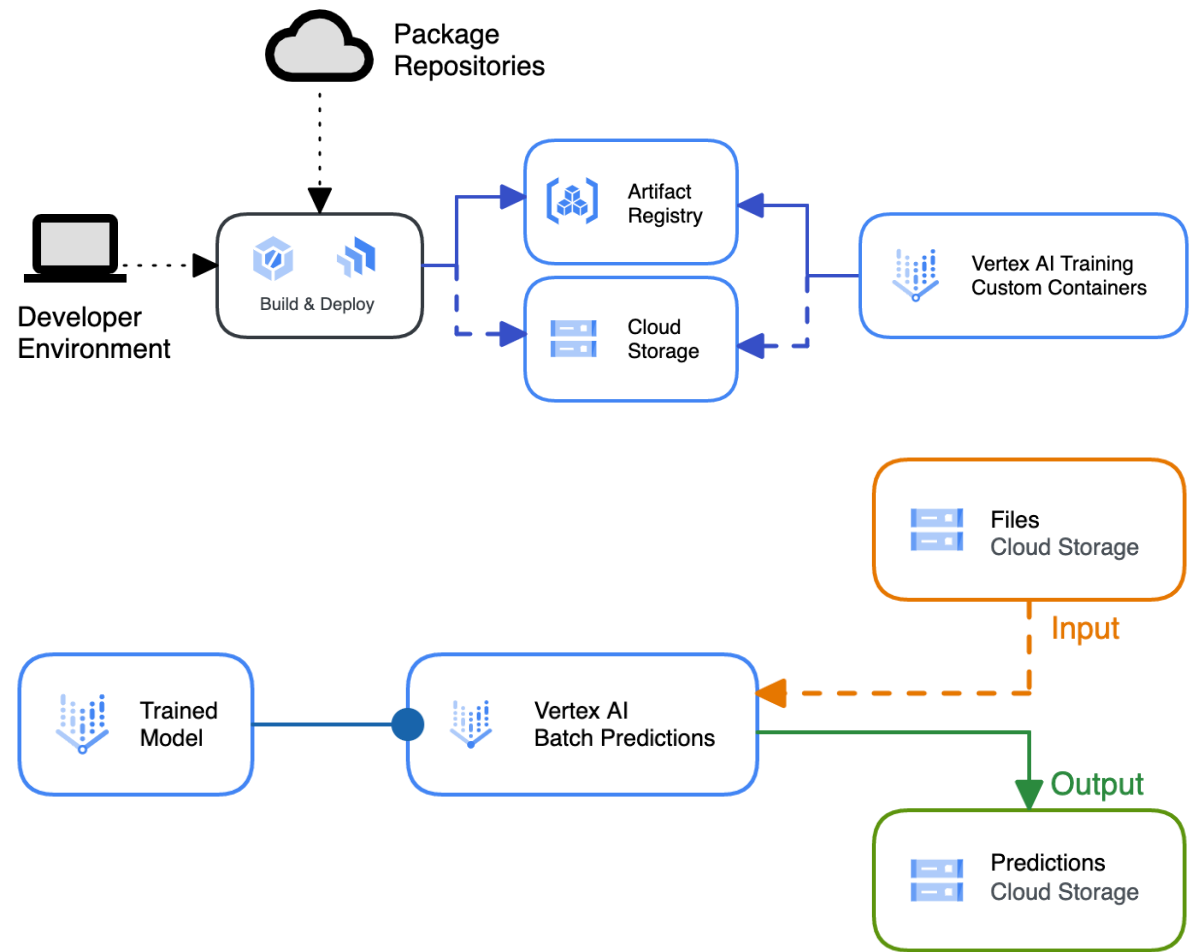 Package
Repositories
Developer
Environment
Build & Deploy
Artifact
Registry
Cloud
Storage
Vertex AI Training
Custom Containers
Files
Cloud Storage
Input
Trained
Model
Vertex AI
Batch Predictions
Output
Predictions
Cloud Storage